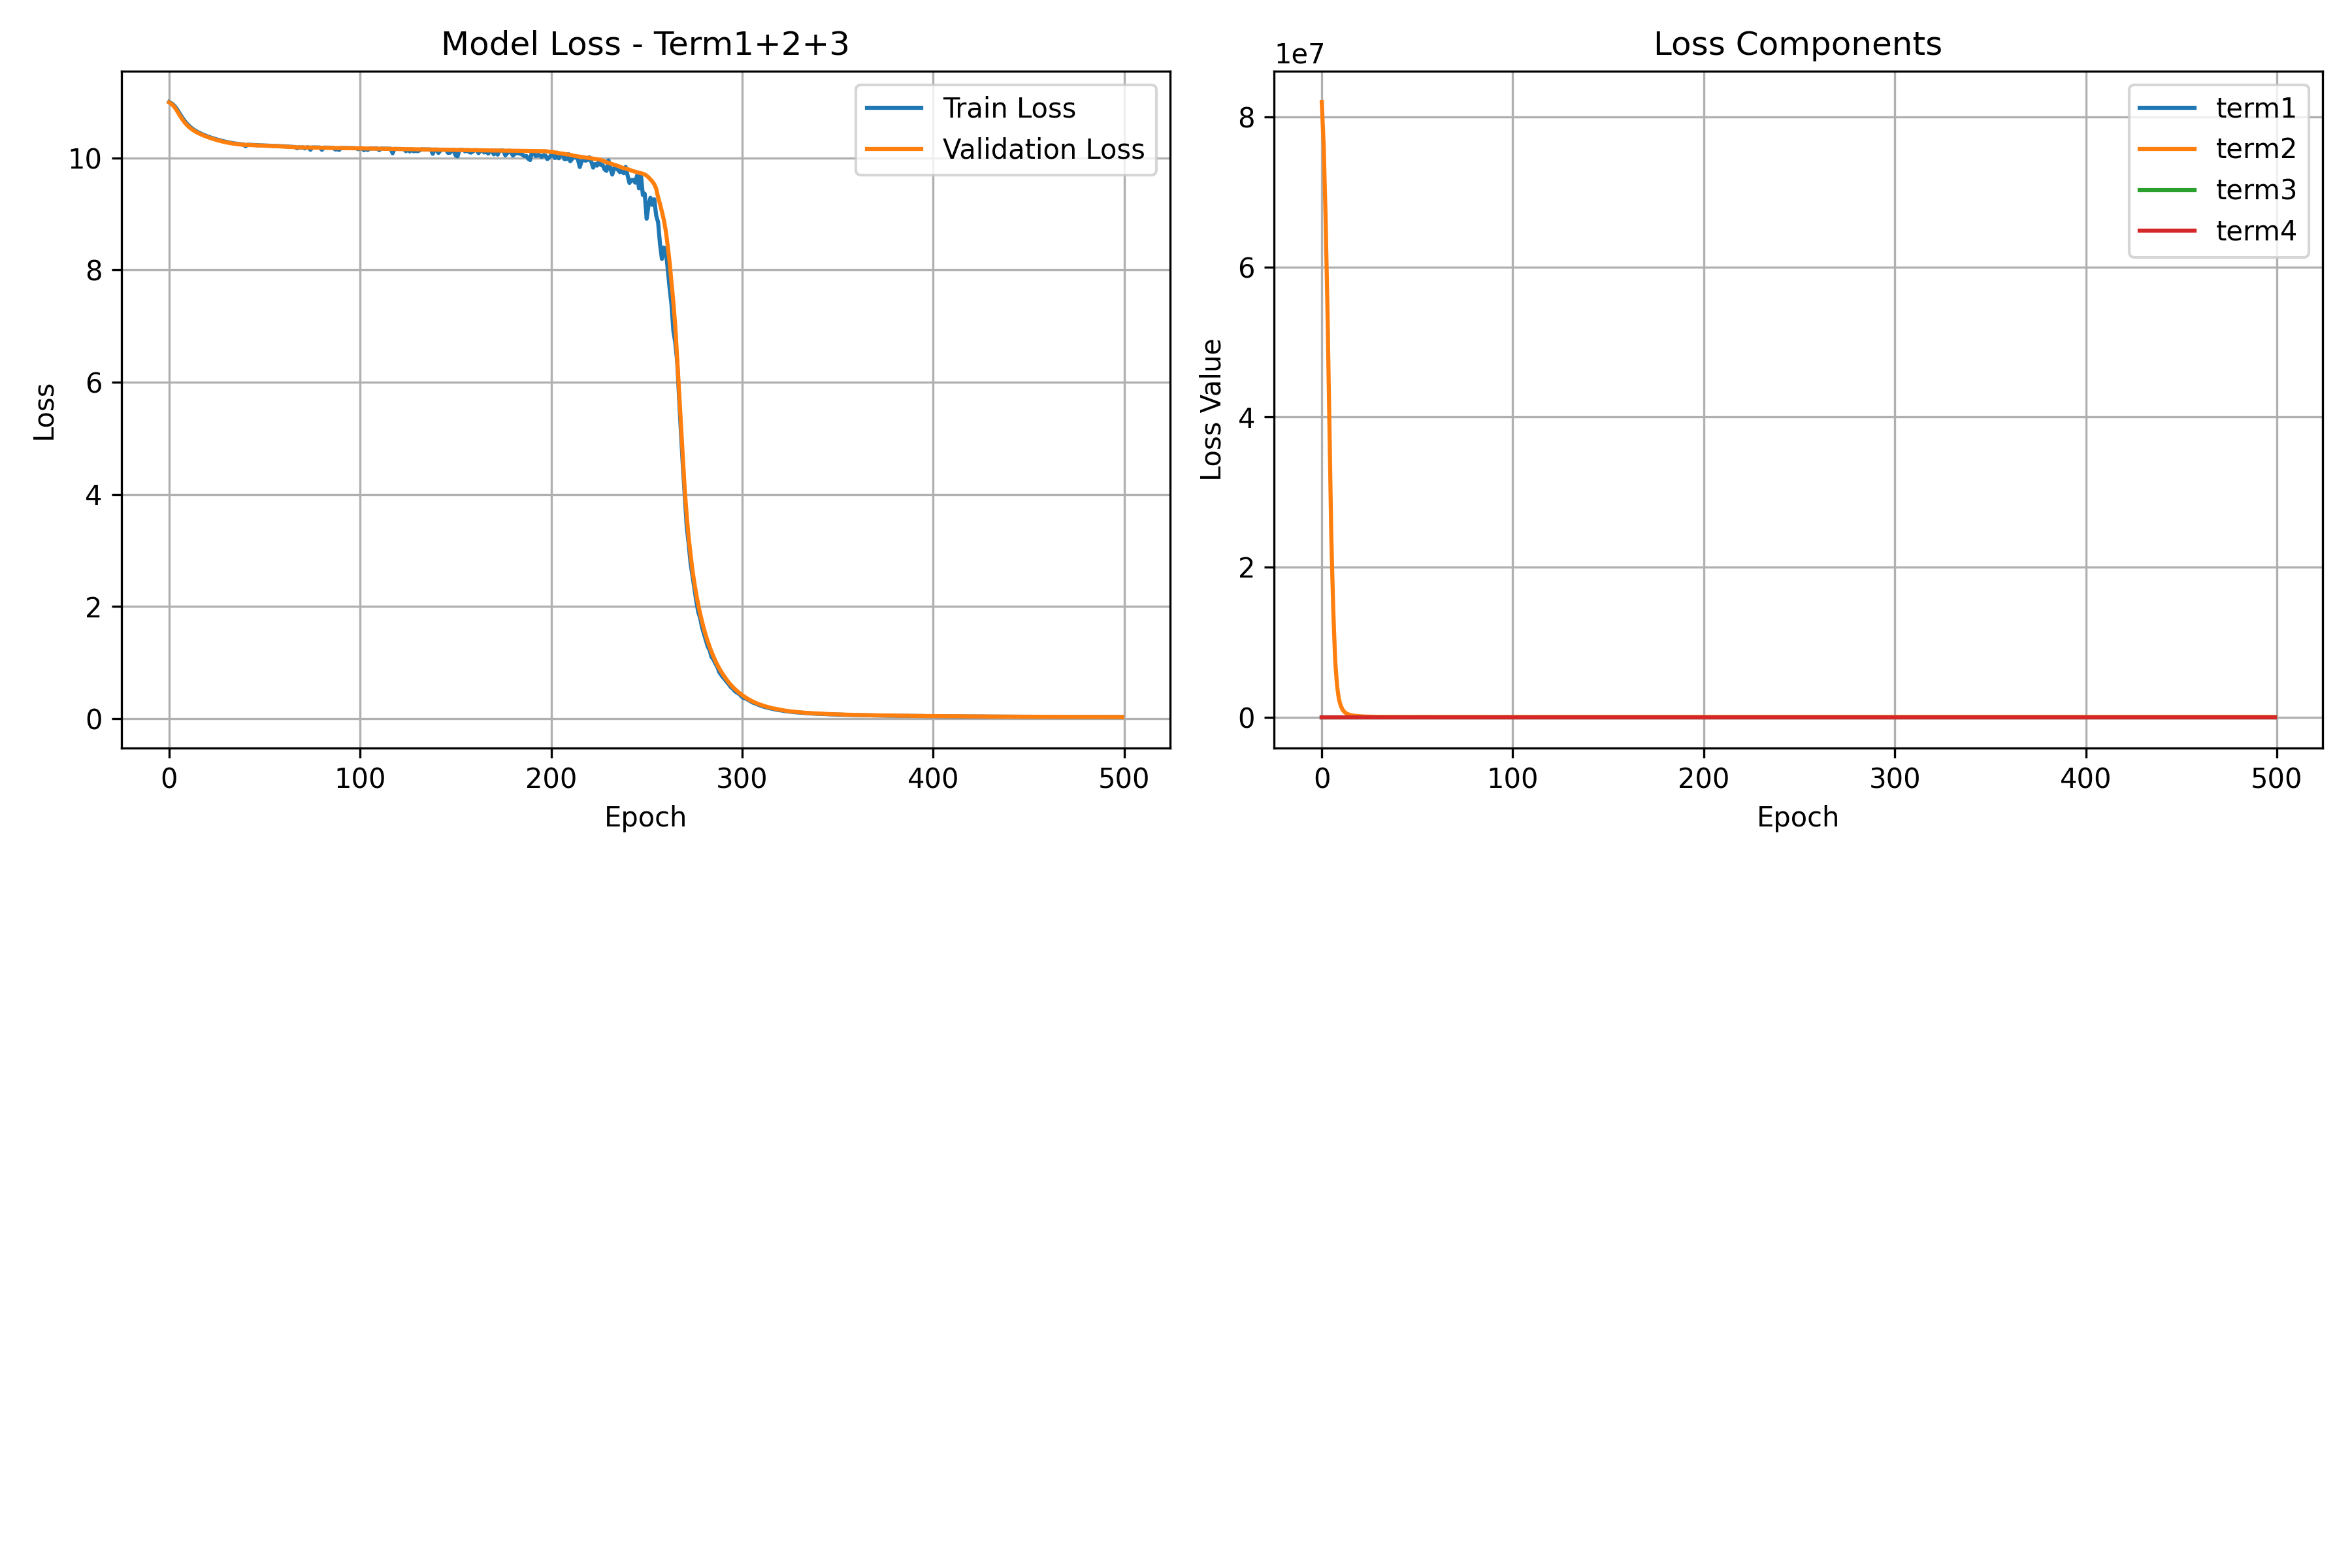 Model Loss - Term1+2+3
Train Loss
Validation Loss
10
8
6
4
2
0
Loss
0 100 200 300 400 500
Epoch
Loss Components
1e7
term1
term2
term3
term4
8
6
4
2
0
Loss Value
0 100 200 300 400 500
Epoch